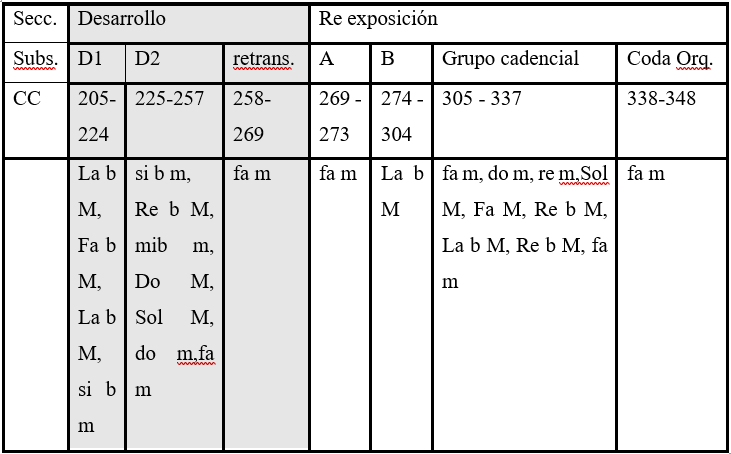 Secc. Desarrollo Re exposición
Subs. D1 D2 retrans. A B Grupo cadencial Coda Orq.
CC 205- 225-257 258- 269 - 274 - 305 - 337 338-348
224 269 273 304
La b si b m, fa m fa m La b fa m, do m, re m,Sol fa m
M, Re b M, M M, Fa M, Re b M,
Fa b mib m, La b M, Re b M, fa
M, Do M, m
La b Sol M,
M, do m,fa
si b m
m